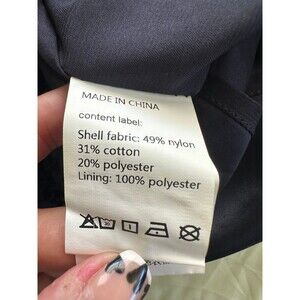 MADE IN CHINA
content label:
Shell fabric: 49% nylon
31% cotton
20% polyester
Lining: 100% polyester